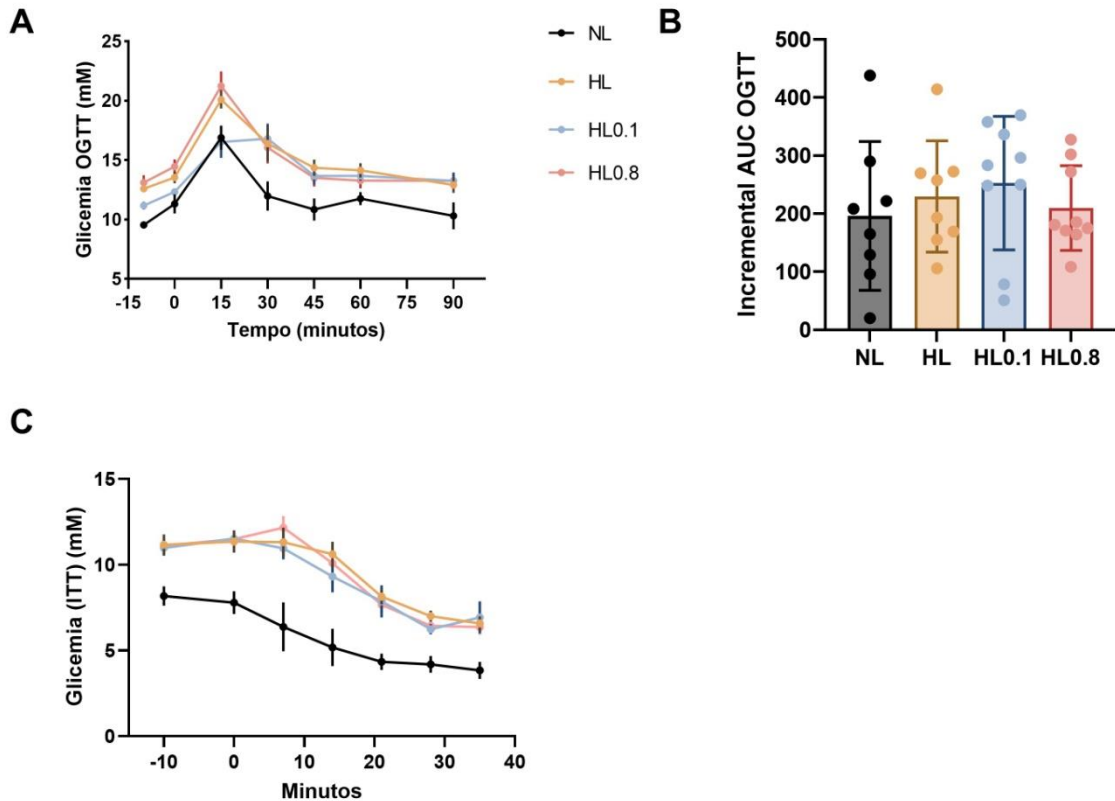 A
Glicemia OGTT (mM)
25
20
15
10
5
-15 0 15 30 45 60 75 90
Tempo (minutos)
NL
HL
HL0.1
HL0.8
B
Incremental AUC OGTT
500
400
300
200
100
0
NL HL HL0.1 HL0.8
C
Glicemia (ITT) (mM)
15
10
5
0
-10 0 10 20 30 40
Minutos